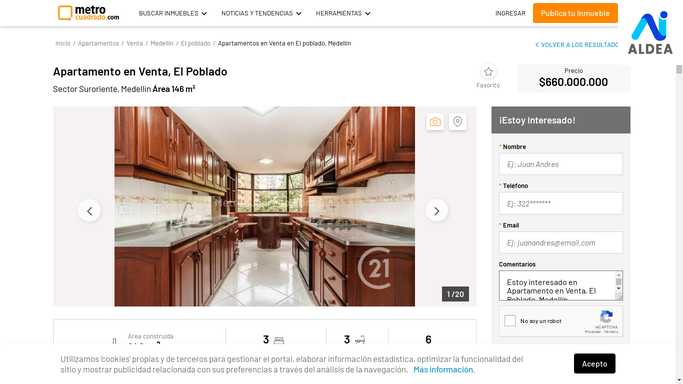 metro
cuadrado.com
BUSCAR INMUEBLES
NOTICIAS Y TENDENCIAS
HERRAMIENTAS
INGRESAR
Publica tu Inmueble
ALDEA
Inicio / Apartamentos / Venta / Medellín / El poblado / Apartamentos en Venta en El poblado, Medellín
< VOLVER A LOS RESULTADO
Apartamento en Venta, El Poblado
Sector Suroriente, Medellín Área 146 m²
Favorito
Precio
$660.000.000
21
1 / 20
¡Estoy Interesado!
* Nombre
Ej: Juan Andres
* Teléfono
Ej: 322*******
* Email
Ej: juanandres@email.com
Comentarios
Estoy interesado en
Apartamento en Venta, El
Poblado, Medellín
No soy un robot
reCAPTCHA
Privacidad - Términos
Área construida
3
3
6
Utilizamos 'cookies' propias y de terceros para gestionar el portal, elaborar información estadística, optimizar la funcionalidad del
sitio y mostrar publicidad relacionada con sus preferencias a través del análisis de la navegación. Más información.
Acepto